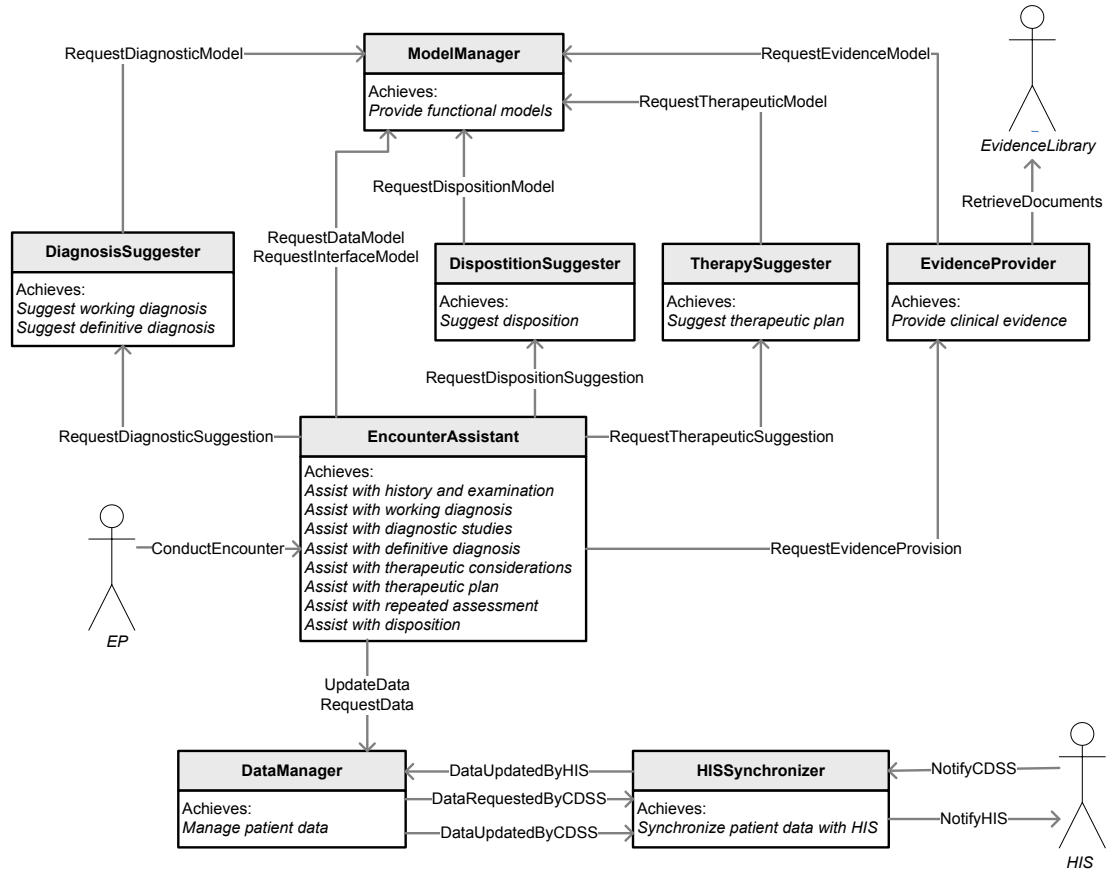 RequestDiagnosticModel
ModelManager
Achieves:
Provide functional models
RequestEvidenceModel
RequestTherapeuticModel
EvidenceLibrary
RequestDispositionModel
RetrieveDocuments
RequestDataModel
RequestInterfaceModel
DiagnosisSuggester
Achieves:
Suggest working diagnosis
Suggest definitive diagnosis
DispostitionSuggester
Achieves:
Suggest disposition
TherapySuggester
Achieves:
Suggest therapeutic plan
EvidenceProvider
Achieves:
Provide clinical evidence
RequestDispositionSuggestion
RequestDiagnosticSuggestion
EncounterAssistant
Achieves:
Assist with history and examination
Assist with working diagnosis
Assist with diagnostic studies
Assist with definitive diagnosis
Assist with therapeutic considerations
Assist with therapeutic plan
Assist with repeated assessment
Assist with disposition
RequestTherapeuticSuggestion
ConductEncounter
RequestEvidenceProvision
EP
UpdateData
RequestData
DataManager
Achieves:
Manage patient data
DataUpdatedByHIS
DataRequestedByCDSS
DataUpdatedByCDSS
HISSynchronizer
Achieves:
Synchronize patient data with HIS
NotifyCDSS
NotifyHIS
HIS